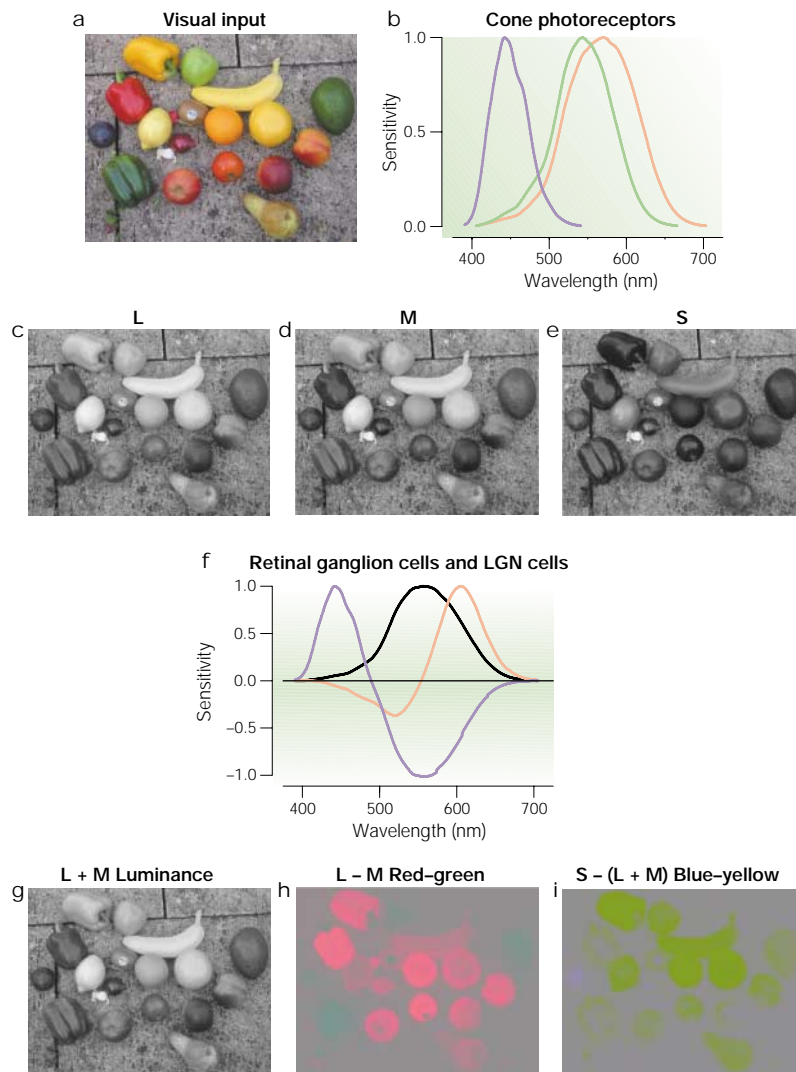 a Visual input
b Cone photoreceptors
1.0
0.5
0.0
Sensitivity
400 500 600 700
Wavelength (nm)
c L
d M
e S
f Retinal ganglion cells and LGN cells
1.0
0.5
0.0
–0.5
–1.0
Sensitivity
400 500 600 700
Wavelength (nm)
g L + M Luminance
h L – M Red–green
i S – (L + M) Blue–yellow